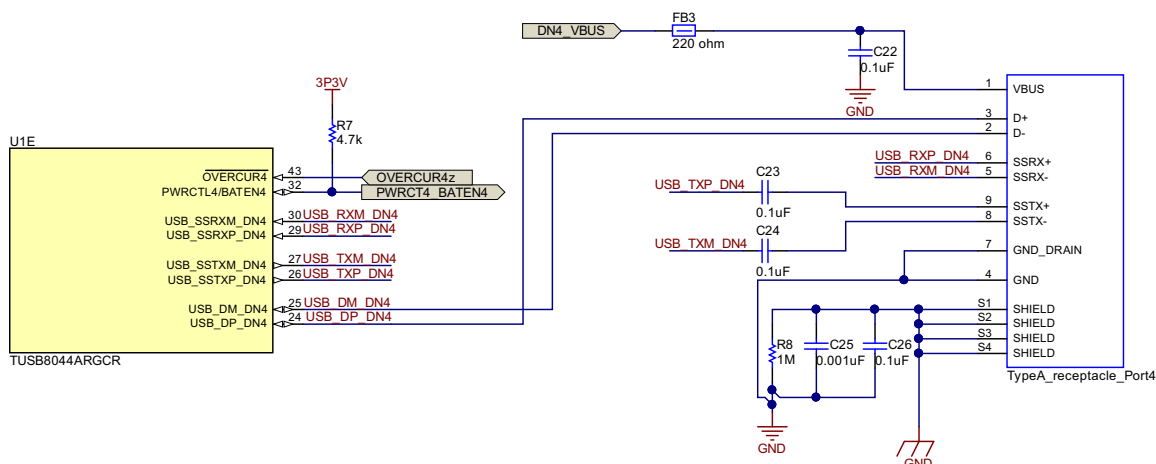 DN4_VBUS
FB3
220 ohm
C22
0.1uF
GND
3P3V
R7
4.7k
U1E
OVERCUR4 43 OVERCUR4z
PWRCTL4/BATEN4 32 PWRCT4_BATEN4
USB_SSRXM_DN4 30 USB_RXM_DN4
USB_SSRXP_DN4 29 USB_RXP_DN4
USB_SSTXM_DN4 27 USB_TXM_DN4
USB_SSTXP_DN4 26 USB_TXP_DN4
USB_DM_DN4 25 USB_DM_DN4
USB_DP_DN4 24 USB_DP_DN4
TUSB8044ARGCR
USB_TXP_DN4
C23
0.1uF
USB_TXM_DN4
C24
0.1uF
1 VBUS
3 D+
2 D-
USB_RXP_DN4 6 SSRX+
USB_RXM_DN4 5 SSRX-
9 SSTX+
8 SSTX-
7 GND_DRAIN
4 GND
S1 SHIELD
S2 SHIELD
S3 SHIELD
S4 SHIELD
TypeA_receptacle_Port4
R8
1M
C25
0.001uF
C26
0.1uF
GND
GND